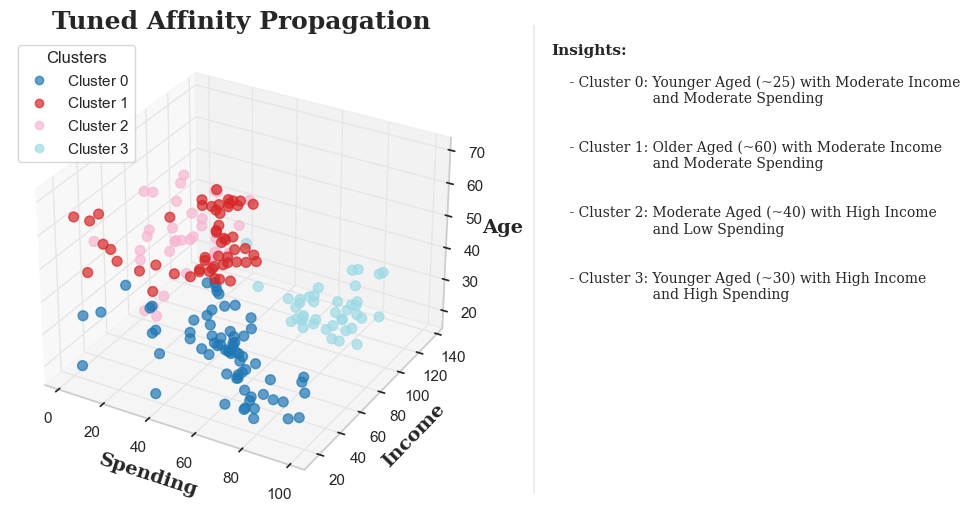 Tuned Affinity Propagation
Clusters
Cluster 0
Cluster 1
Cluster 2
Cluster 3
70
60
50
40
30
20
Age
140
120
100
80
60
40
20
Income
0
20
40
60
80
100
Spending
Insights:
- Cluster 0: Younger Aged (~25) with Moderate Income
and Moderate Spending
- Cluster 1: Older Aged (~60) with Moderate Income
and Moderate Spending
- Cluster 2: Moderate Aged (~40) with High Income
and Low Spending
- Cluster 3: Younger Aged (~30) with High Income
and High Spending